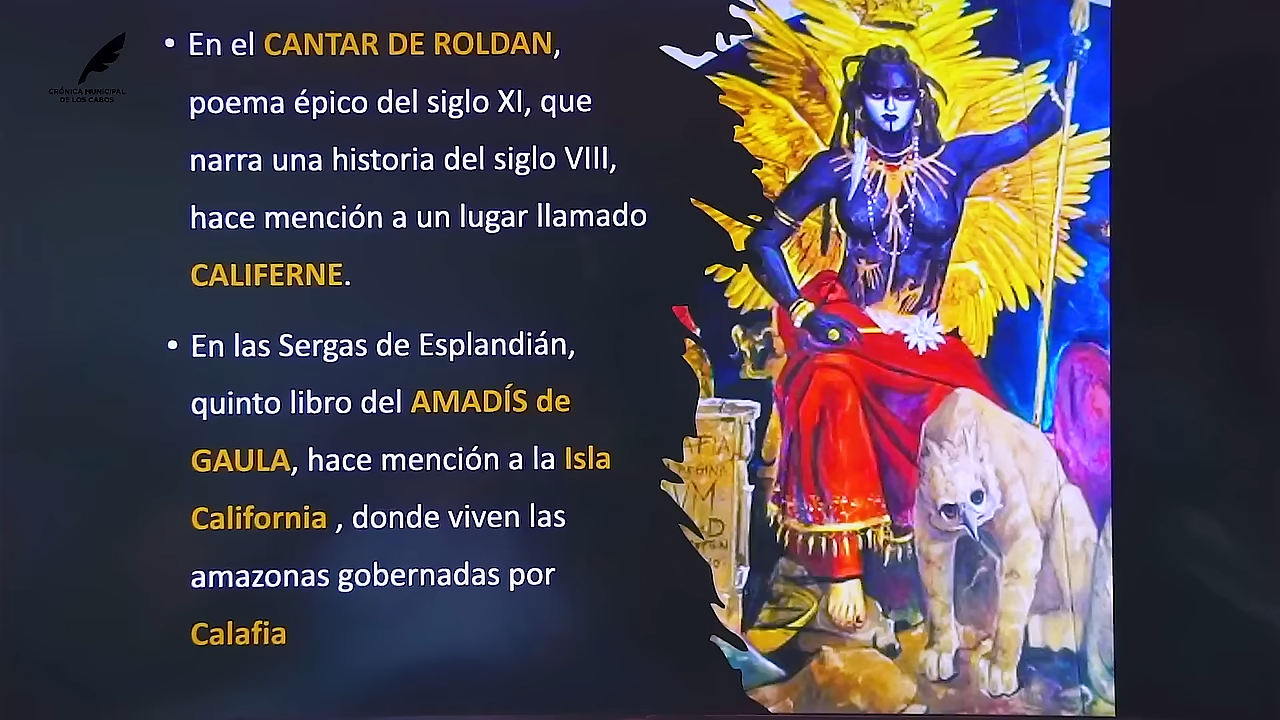 CRÓNICA MUNICIPAL
DE LOS CABOS
• En el CANTAR DE ROLDAN,
poema épico del siglo XI, que
narra una historia del siglo VIII,
hace mención a un lugar llamado
CALIFERNE.
• En las Sergas de Esplandián,
quinto libro del AMADÍS de
GAULA, hace mención a la Isla
California , donde viven las
amazonas gobernadas por
Calafia